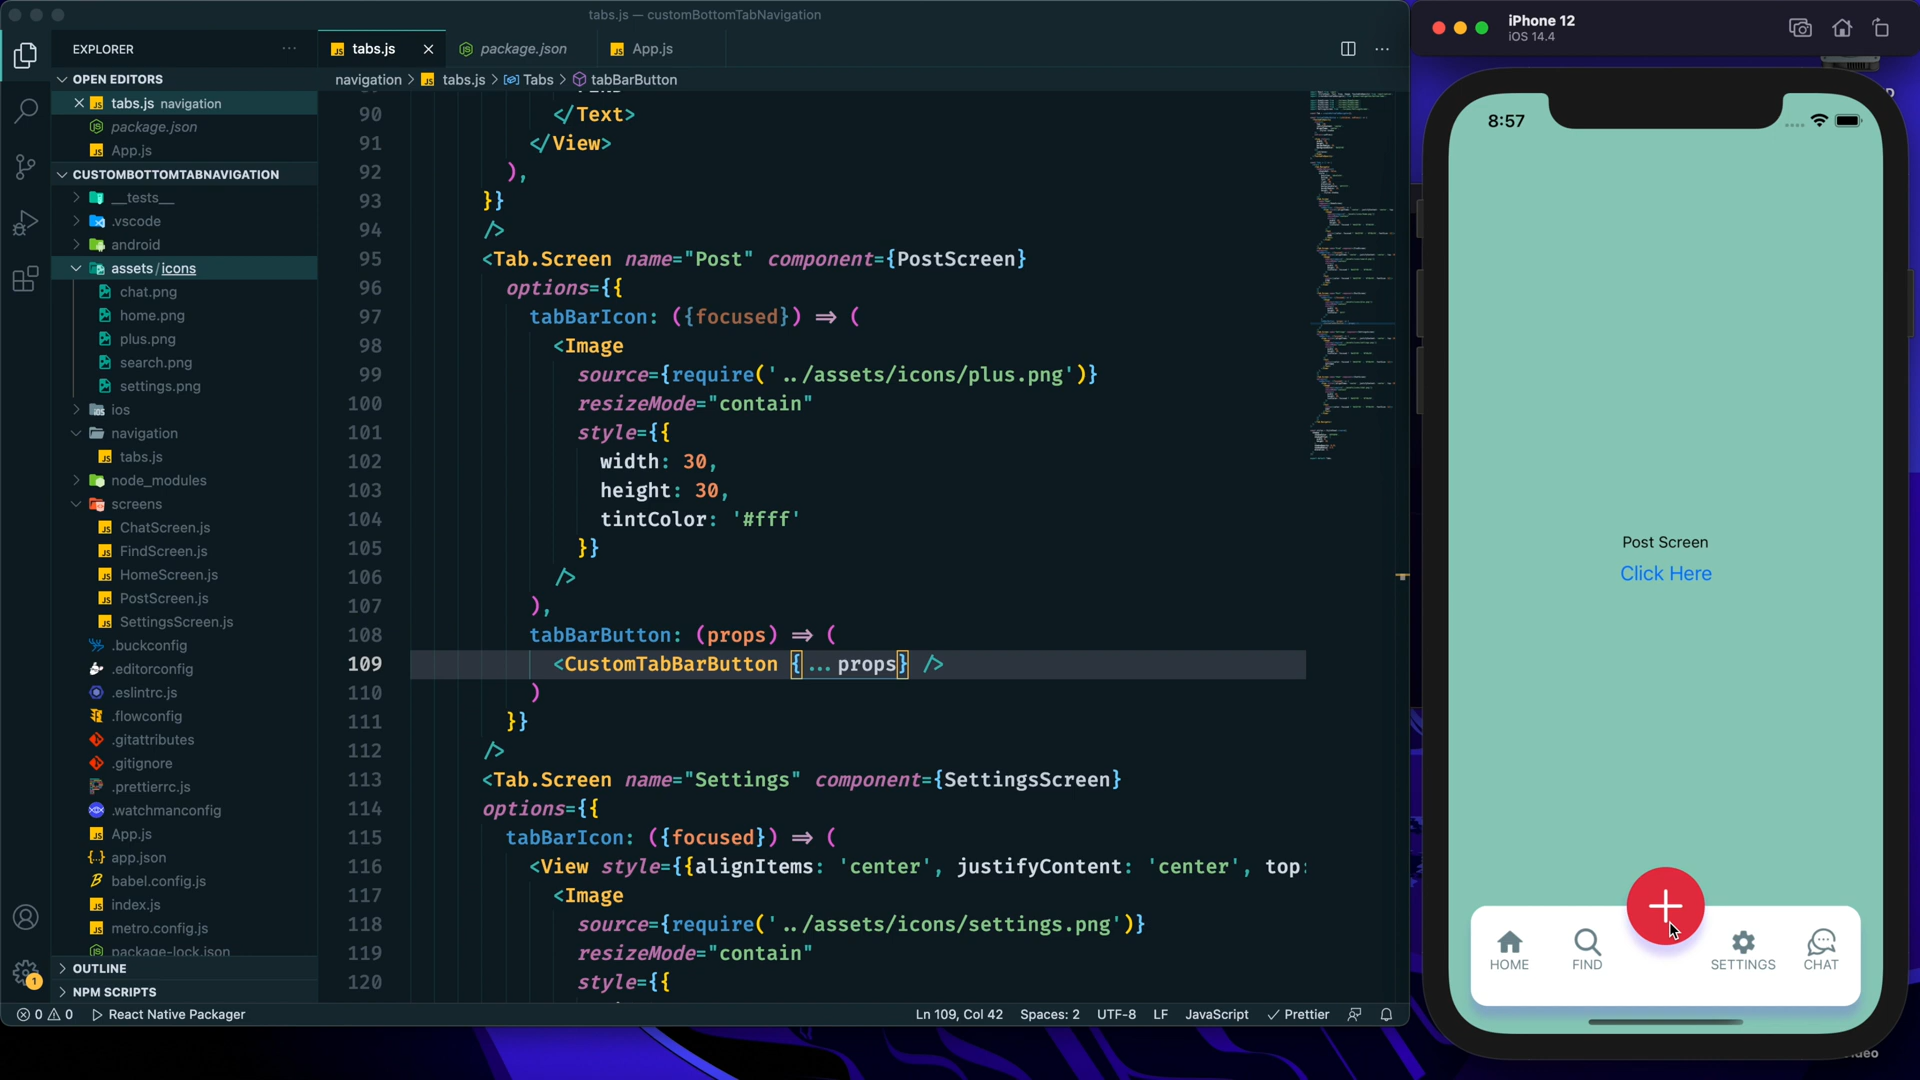 tabs.js — customBottomTabNavigation
EXPLORER
OPEN EDITORS
tabs.js navigation
package.json
App.js
CUSTOMBOTTOMTABNAVIGATION
__tests__
.vscode
android
assets/icons
chat.png
home.png
plus.png
search.png
settings.png
ios
navigation
tabs.js
node_modules
screens
ChatScreen.js
FindScreen.js
HomeScreen.js
PostScreen.js
SettingsScreen.js
.buckconfig
.editorconfig
.eslintrc.js
.flowconfig
.gitattributes
.gitignore
.prettierrc.js
.watchmanconfig
App.js
app.json
babel.config.js
index.js
metro.config.js
package-lock.json
OUTLINE
NPM SCRIPTS
1
tabs.js package.json App.js
navigation > tabs.js > Tabs > tabBarButton
90 </Text>
91 </View>
92 ),
93 }}
94 />
95 <Tab.Screen name="Post" component={PostScreen}
96 options={{
97 tabBarIcon: ({focused}) => (
98 <Image
99 source={require('../assets/icons/plus.png')}
100 resizeMode="contain"
101 style={{
102 width: 30,
103 height: 30,
104 tintColor: '#fff'
105 }}
106 />
107 ),
108 tabBarButton: (props) => (
109 <CustomTabBarButton {...props} />
110 )
111 }}
112 />
113 <Tab.Screen name="Settings" component={SettingsScreen}
114 options={{
115 tabBarIcon: ({focused}) => (
116 <View style={{alignItems: 'center', justifyContent: 'center', top:
117 <Image
118 source={require('../assets/icons/settings.png')}
119 resizeMode="contain"
120 style={{
0 0 React Native Packager
Ln 109, Col 42 Spaces: 2 UTF-8 LF JavaScript Prettier
iPhone 12
iOS 14.4
8:57
Post Screen
Click Here
HOME FIND SETTINGS CHAT